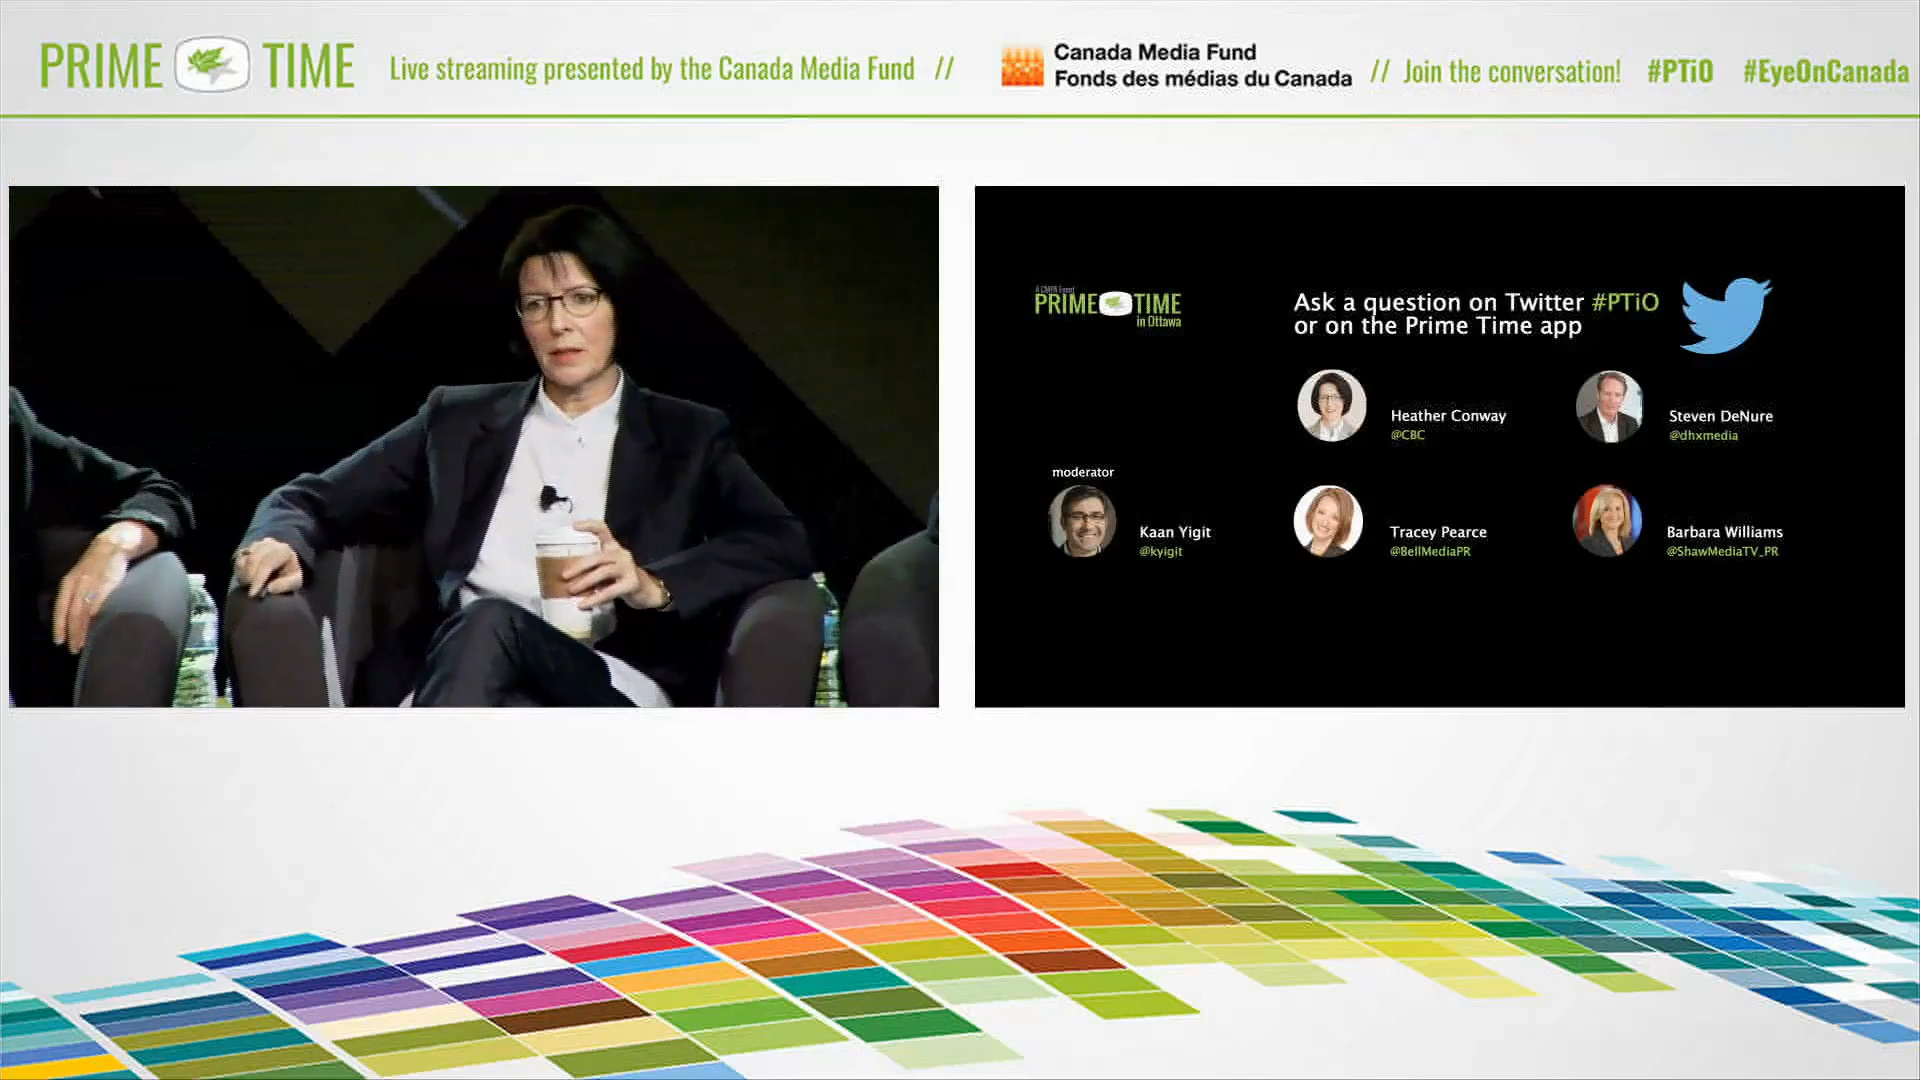 PRIME TIME
Live streaming presented by the Canada Media Fund //
Canada Media Fund
Fonds des médias du Canada
// Join the conversation! #PTiO #EyeOnCanada
PRIME TIME
in Ottawa
Ask a question on Twitter #PTiO
or on the Prime Time app
Heather Conway
@CBC
Steven DeNure
@dhxmedia
moderator
Kaan Yigit
@kyigit
Tracey Pearce
@BellMediaPR
Barbara Williams
@ShawMediaTV_PR